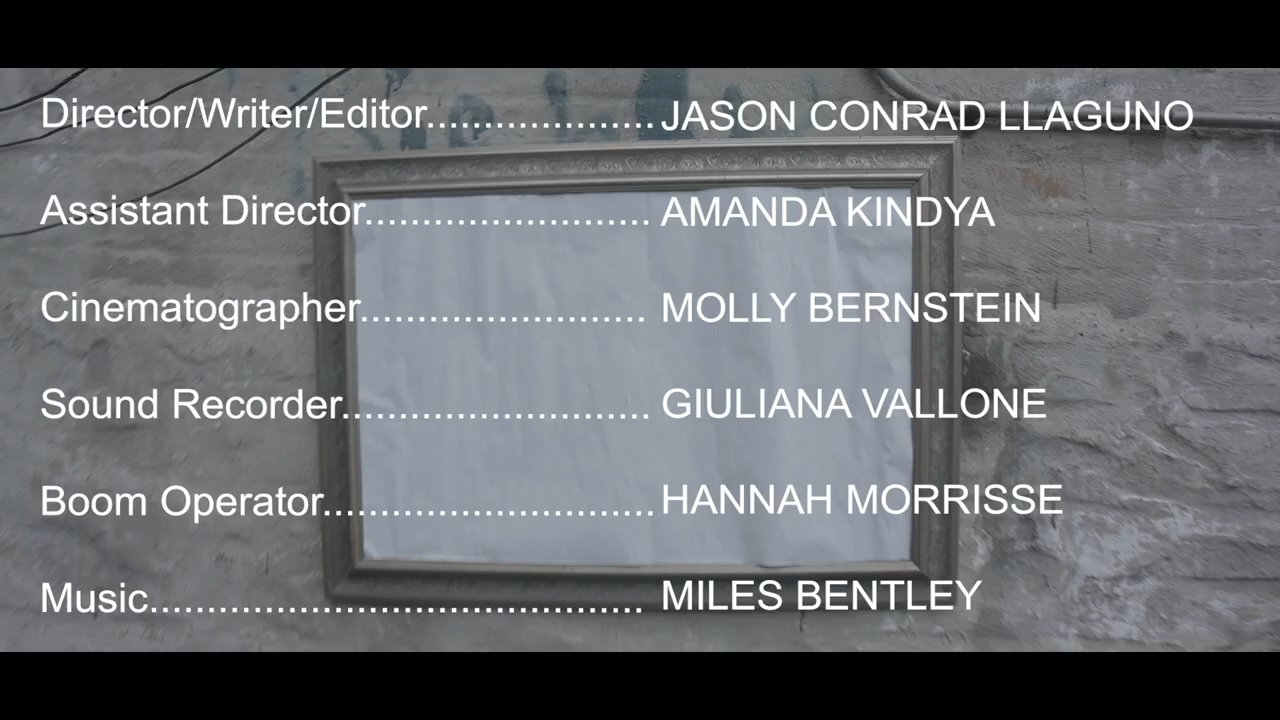 Director/Writer/Editor.................... JASON CONRAD LLAGUNO
Assistant Director......................... AMANDA KINDYA
Cinematographer......................... MOLLY BERNSTEIN
Sound Recorder........................... GIULIANA VALLONE
Boom Operator............................. HANNAH MORRISSE
Music........................................... MILES BENTLEY